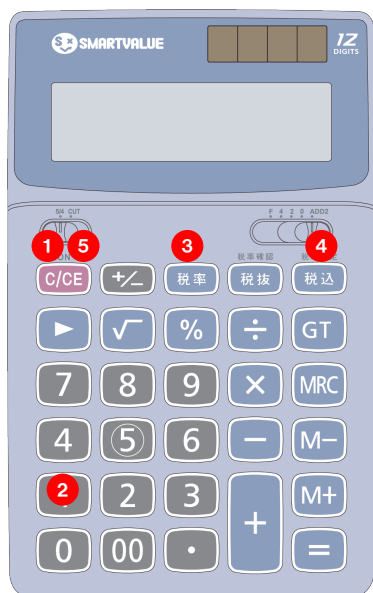 SMARTVALUE
12
DIGITS
5/4 CUT
F 4 2 0 ADD2
1 5 3 4
ON 税率確認
C/CE +/− 税率 税抜 税込
▶ √ % ÷ GT
7 8 9 × MRC
4 5 6 − M−
2 2 3 M+
0 00 · + =